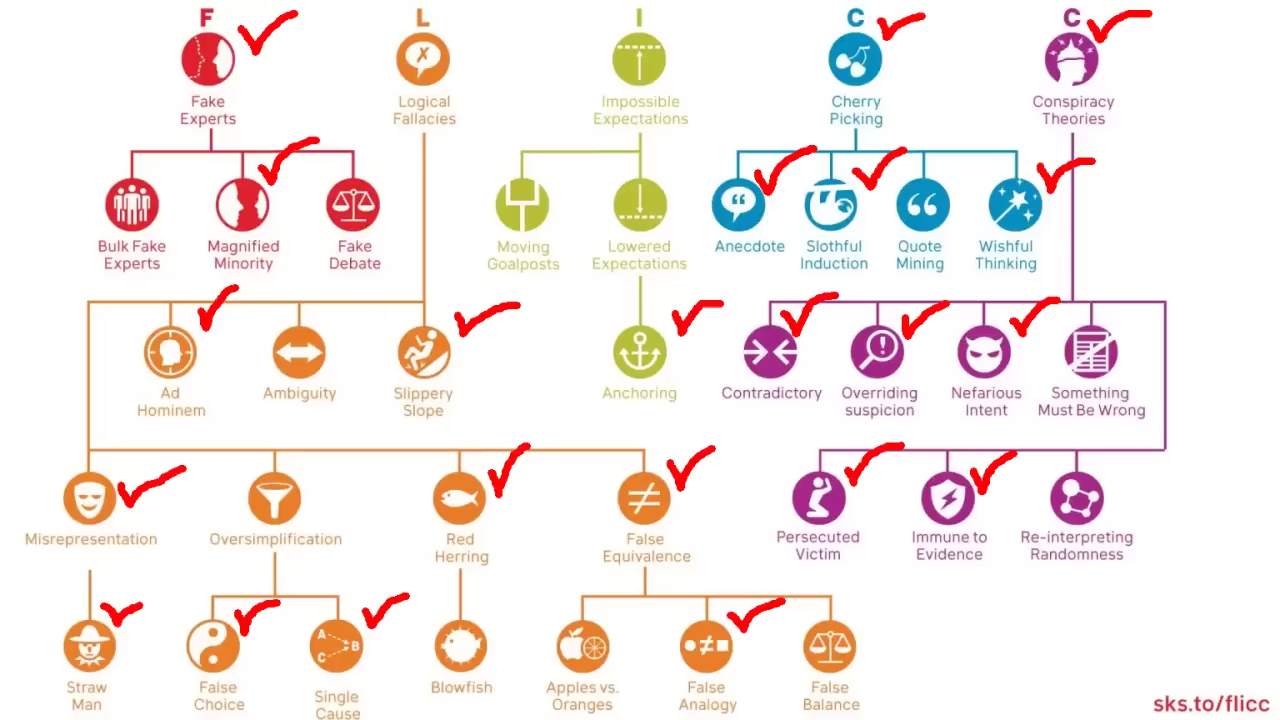 F
L
I
C
C
Fake
Experts
Logical
Fallacies
Impossible
Expectations
Cherry
Picking
Conspiracy
Theories
Bulk Fake
Experts
Magnified
Minority
Fake
Debate
Moving
Goalposts
Lowered
Expectations
Anecdote
Slothful
Induction
Quote
Mining
Wishful
Thinking
Ad
Hominem
Ambiguity
Slippery
Slope
Anchoring
Contradictory
Overriding
suspicion
Nefarious
Intent
Something
Must Be Wrong
Misrepresentation
Oversimplification
Red
Herring
False
Equivalence
Persecuted
Victim
Immune to
Evidence
Re-interpreting
Randomness
A
B
C
Straw
Man
False
Choice
Single
Cause
Blowfish
Apples vs.
Oranges
False
Analogy
False
Balance
sks.to/flicc